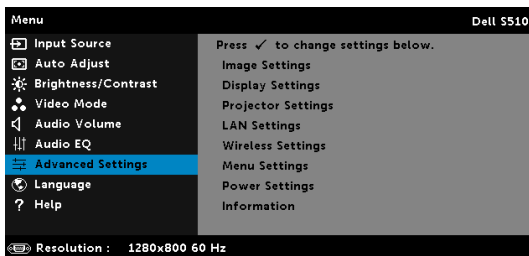 Menu Dell S510
Input Source
Auto Adjust
Brightness/Contrast
Video Mode
Audio Volume
Audio EQ
Advanced Settings
Language
Help
Press ✓ to change settings below.
Image Settings
Display Settings
Projector Settings
LAN Settings
Wireless Settings
Menu Settings
Power Settings
Information
Resolution : 1280x800 60 Hz